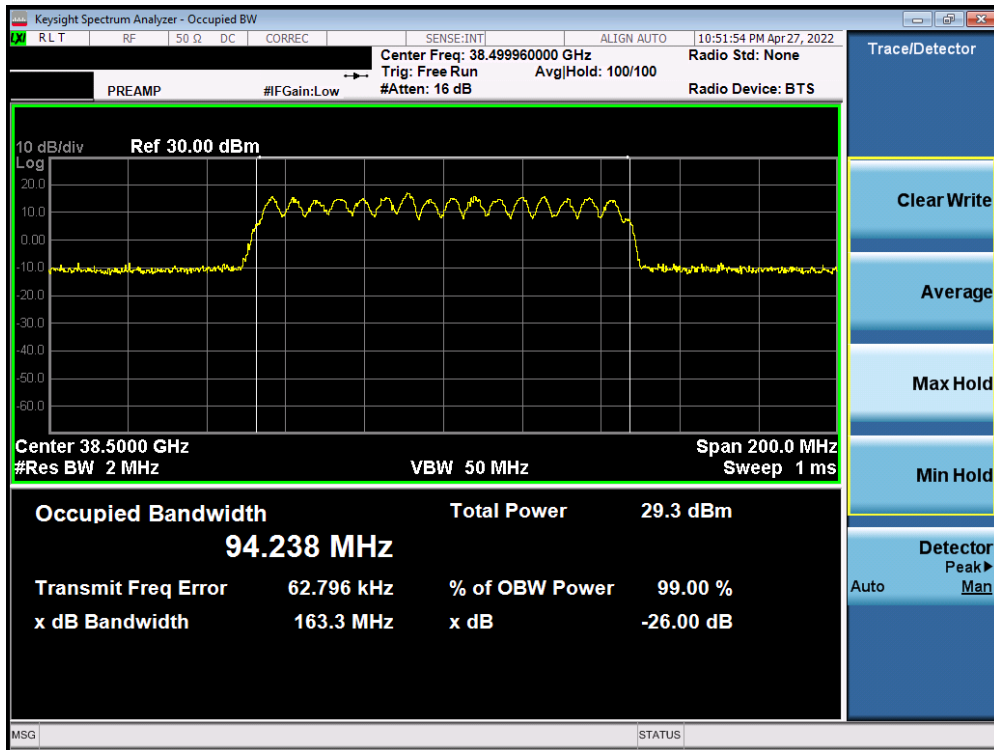 Keysight Spectrum Analyzer - Occupied BW
LXI RLT RF 50 Ω DC CORREC SENSE:INT ALIGN AUTO 10:51:54 PM Apr 27, 2022
Center Freq: 38.499960000 GHz Radio Std: None
Trig: Free Run Avg|Hold: 100/100
PREAMP #IFGain:Low #Atten: 16 dB Radio Device: BTS
10 dB/div Ref 30.00 dBm
Log
20.0
10.0
0.00
-10.0
-20.0
-30.0
-40.0
-50.0
-60.0
Center 38.5000 GHz Span 200.0 MHz
#Res BW 2 MHz VBW 50 MHz Sweep 1 ms
Occupied Bandwidth Total Power 29.3 dBm
94.238 MHz
Transmit Freq Error 62.796 kHz % of OBW Power 99.00 %
x dB Bandwidth 163.3 MHz x dB -26.00 dB
MSG STATUS
Trace/Detector
Clear Write
Average
Max Hold
Min Hold
Detector
Peak▶
Auto Man